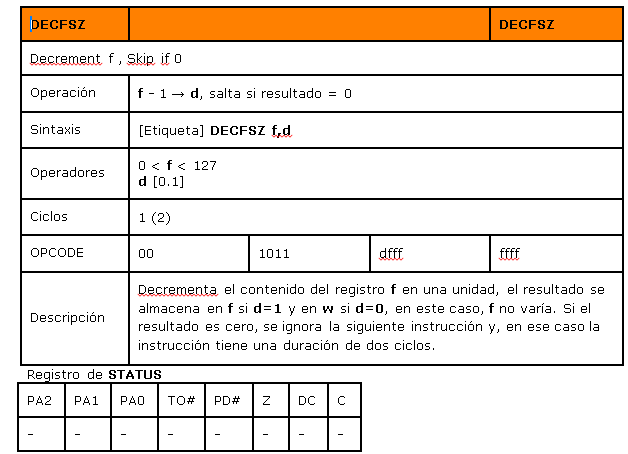 DECFSZ DECFSZ
Decrement f , Skip if 0
Operación f – 1 → d, salta si resultado = 0
Sintaxis [Etiqueta] DECFSZ f,d
Operadores 0 < f < 127
d [0.1]
Ciclos 1 (2)
OPCODE 00 1011 dfff ffff
Descripción
Decrementa el contenido del registro f en una unidad, el resultado se
almacena en f si d=1 y en w si d=0, en este caso, f no varía. Si el
resultado es cero, se ignora la siguiente instrucción y, en ese caso la
instrucción tiene una duración de dos ciclos.
Registro de STATUS
PA2 PA1 PA0 TO# PD# Z DC C
- - - - - - - -